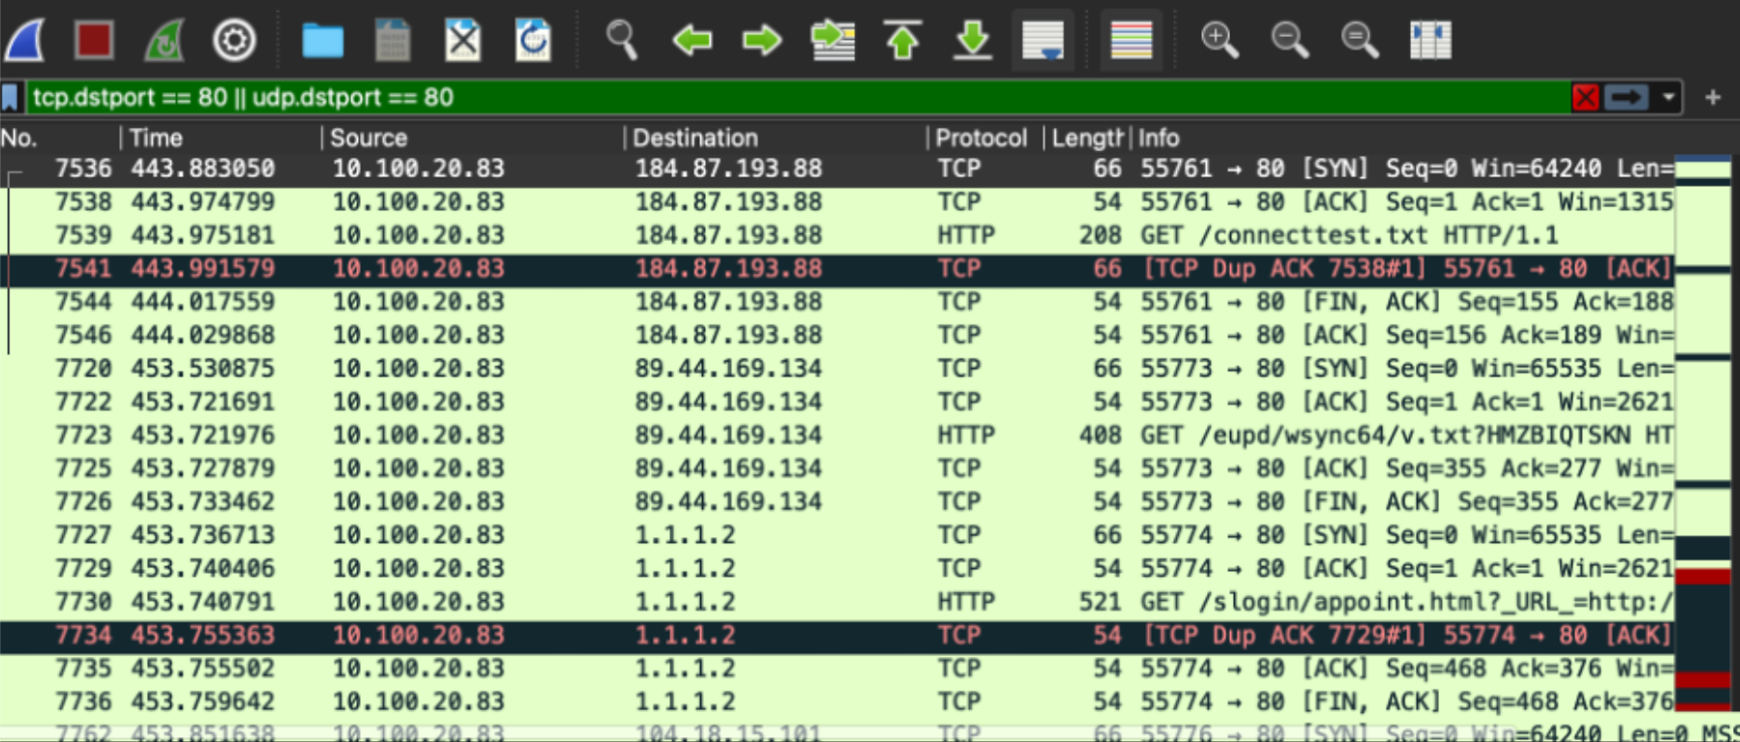 tcp.dstport == 80 || udp.dstport == 80
No. Time Source Destination Protocol Length Info
7536 443.883050 10.100.20.83 184.87.193.88 TCP 66 55761 → 80 [SYN] Seq=0 Win=64240 Len=
7538 443.974799 10.100.20.83 184.87.193.88 TCP 54 55761 → 80 [ACK] Seq=1 Ack=1 Win=1315
7539 443.975181 10.100.20.83 184.87.193.88 HTTP 208 GET /connecttest.txt HTTP/1.1
7541 443.991579 10.100.20.83 184.87.193.88 TCP 66 [TCP Dup ACK 7538#1] 55761 → 80 [ACK]
7544 444.017559 10.100.20.83 184.87.193.88 TCP 54 55761 → 80 [FIN, ACK] Seq=155 Ack=188
7546 444.029868 10.100.20.83 184.87.193.88 TCP 54 55761 → 80 [ACK] Seq=156 Ack=189 Win=
7720 453.530875 10.100.20.83 89.44.169.134 TCP 66 55773 → 80 [SYN] Seq=0 Win=65535 Len=
7722 453.721691 10.100.20.83 89.44.169.134 TCP 54 55773 → 80 [ACK] Seq=1 Ack=1 Win=2621
7723 453.721976 10.100.20.83 89.44.169.134 HTTP 408 GET /eupd/wsync64/v.txt?HMZBIQTSKN HT
7725 453.727879 10.100.20.83 89.44.169.134 TCP 54 55773 → 80 [ACK] Seq=355 Ack=277 Win=
7726 453.733462 10.100.20.83 89.44.169.134 TCP 54 55773 → 80 [FIN, ACK] Seq=355 Ack=277
7727 453.736713 10.100.20.83 1.1.1.2 TCP 66 55774 → 80 [SYN] Seq=0 Win=65535 Len=
7729 453.740406 10.100.20.83 1.1.1.2 TCP 54 55774 → 80 [ACK] Seq=1 Ack=1 Win=2621
7730 453.740791 10.100.20.83 1.1.1.2 HTTP 521 GET /slogin/appoint.html?_URL_=http:/
7734 453.755363 10.100.20.83 1.1.1.2 TCP 54 [TCP Dup ACK 7729#1] 55774 → 80 [ACK]
7735 453.755502 10.100.20.83 1.1.1.2 TCP 54 55774 → 80 [ACK] Seq=468 Ack=376 Win=
7736 453.759642 10.100.20.83 1.1.1.2 TCP 54 55774 → 80 [FIN, ACK] Seq=468 Ack=376
7762 453.851638 10.100.20.83 104.18.15.101 TCP 66 55776 → 80 [SYN] Seq=0 Win=64240 Len=0 MSS